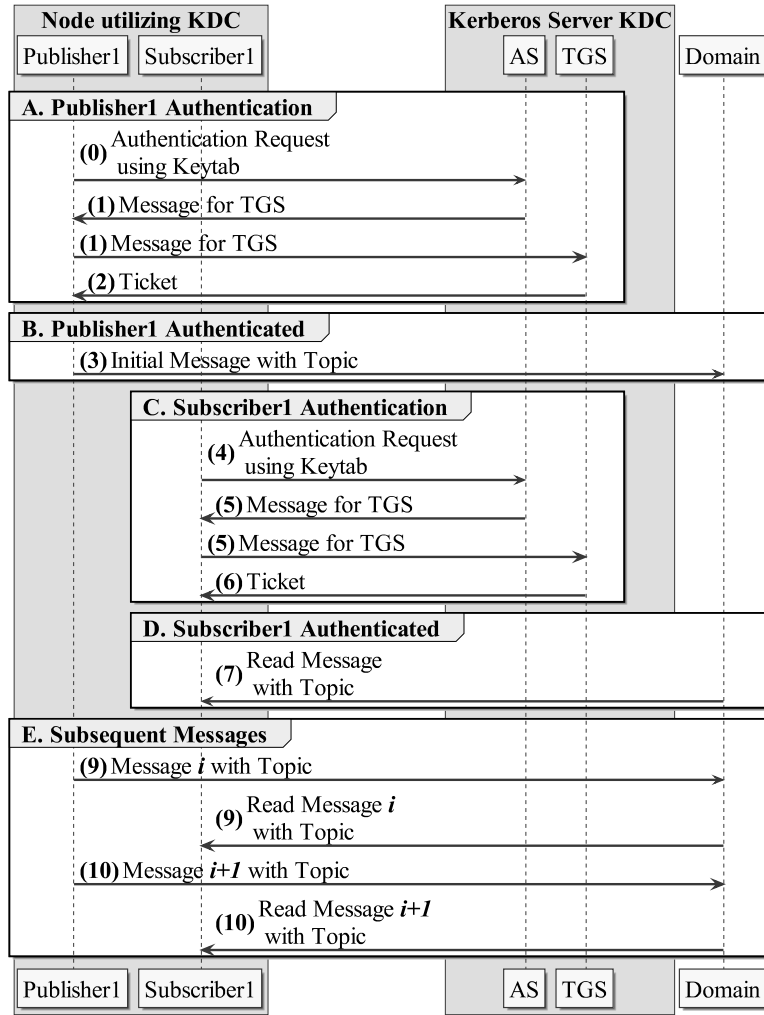 Node utilizing KDC
Kerberos Server KDC
Publisher1
Subscriber1
AS
TGS
Domain
A. Publisher1 Authentication
(0) Authentication Request
using Keytab
(1) Message for TGS
(1) Message for TGS
(2) Ticket
B. Publisher1 Authenticated
(3) Initial Message with Topic
C. Subscriber1 Authentication
(4) Authentication Request
using Keytab
(5) Message for TGS
(5) Message for TGS
(6) Ticket
D. Subscriber1 Authenticated
(7) Read Message
with Topic
E. Subsequent Messages
(9) Message i with Topic
(9) Read Message i
with Topic
(10) Message i+1 with Topic
(10) Read Message i+1
with Topic
Publisher1
Subscriber1
AS
TGS
Domain